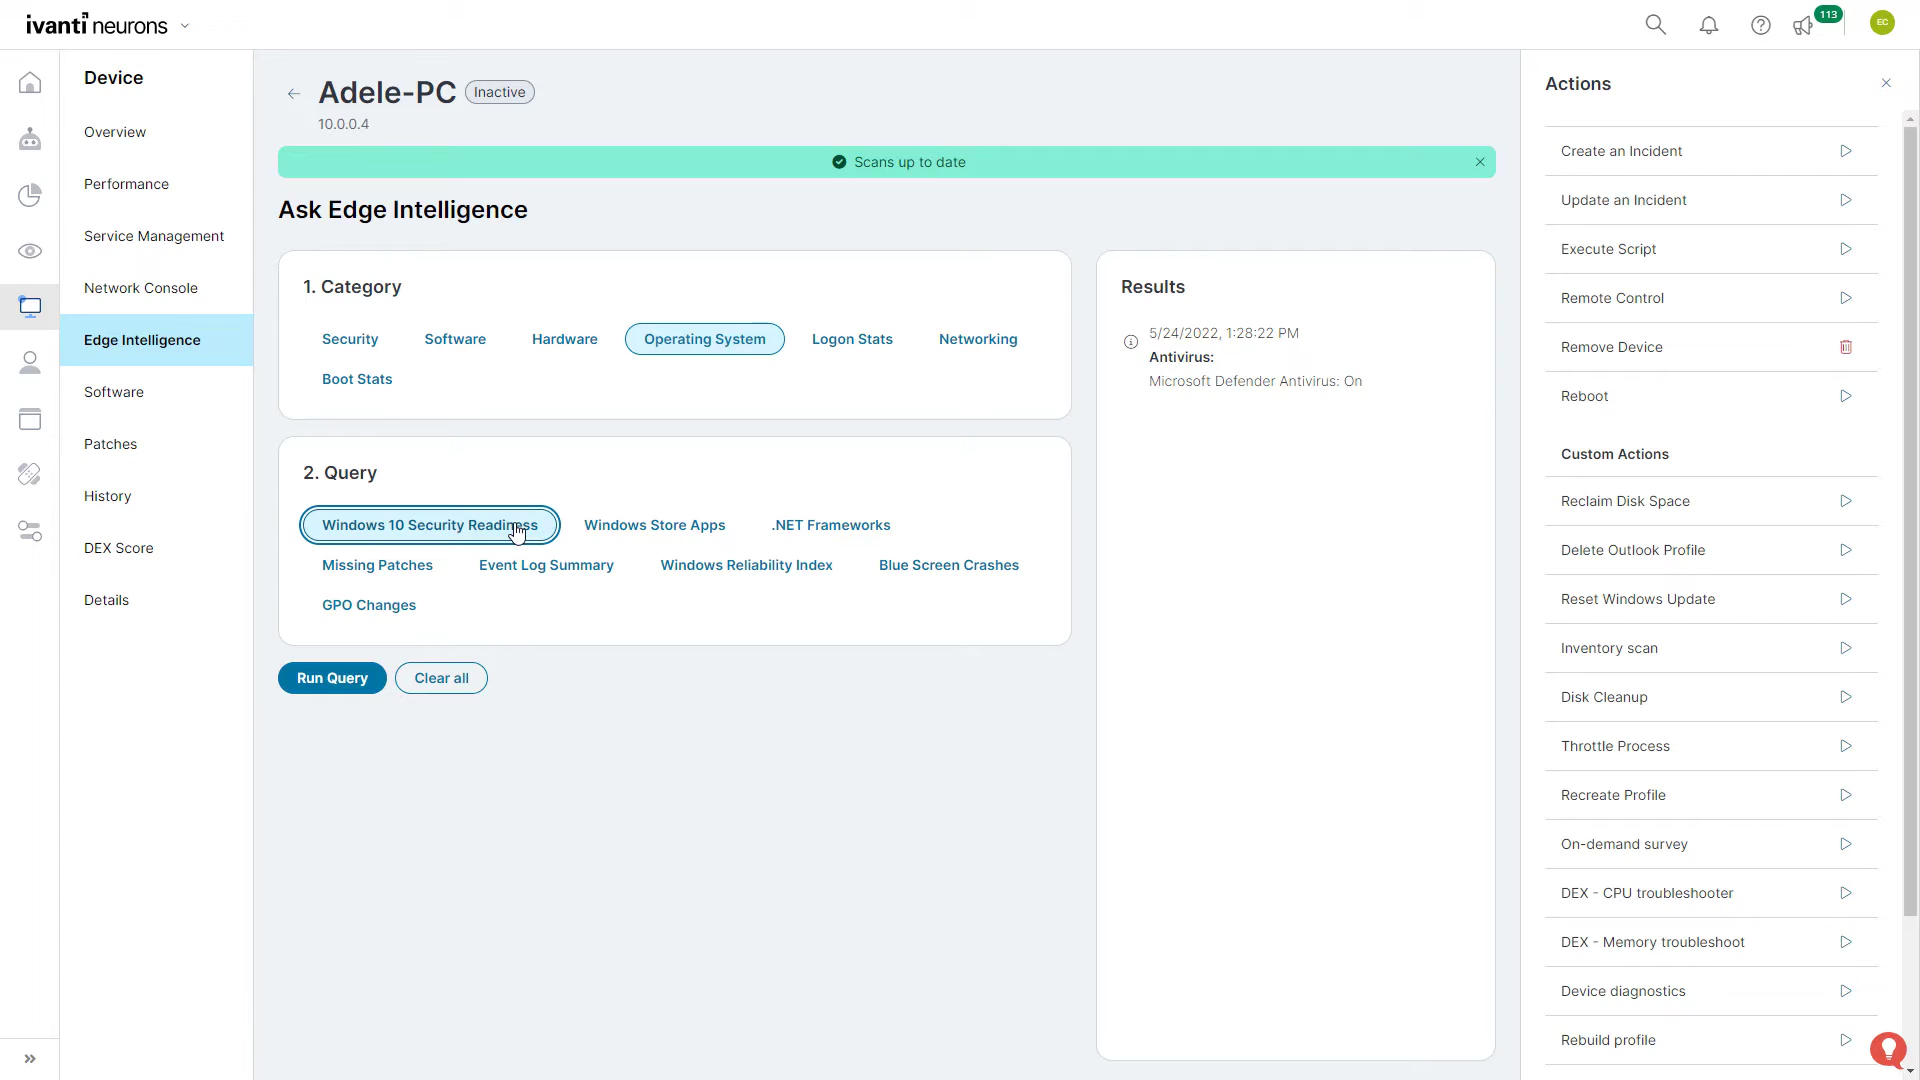 ivanti neurons
113
EC
Device
Overview
Performance
Service Management
Network Console
Edge Intelligence
Software
Patches
History
DEX Score
Details
Adele-PC Inactive
10.0.0.4
Scans up to date
Ask Edge Intelligence
1. Category
Security Software Hardware Operating System Logon Stats Networking
Boot Stats
2. Query
Windows 10 Security Readiness Windows Store Apps .NET Frameworks
Missing Patches Event Log Summary Windows Reliability Index Blue Screen Crashes
GPO Changes
Run Query Clear all
Results
5/24/2022, 1:28:22 PM
Antivirus:
Microsoft Defender Antivirus: On
Actions
Create an Incident
Update an Incident
Execute Script
Remote Control
Remove Device
Reboot
Custom Actions
Reclaim Disk Space
Delete Outlook Profile
Reset Windows Update
Inventory scan
Disk Cleanup
Throttle Process
Recreate Profile
On-demand survey
DEX - CPU troubleshooter
DEX - Memory troubleshoot
Device diagnostics
Rebuild profile